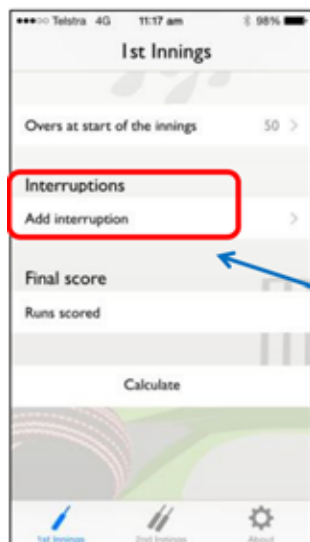 Telstra 4G 11:17 am 98%
1st Innings
Overs at start of the innings 50
Interruptions
Add interruption
Final score
Runs scored
Calculate
1st Innings 2nd Innings About